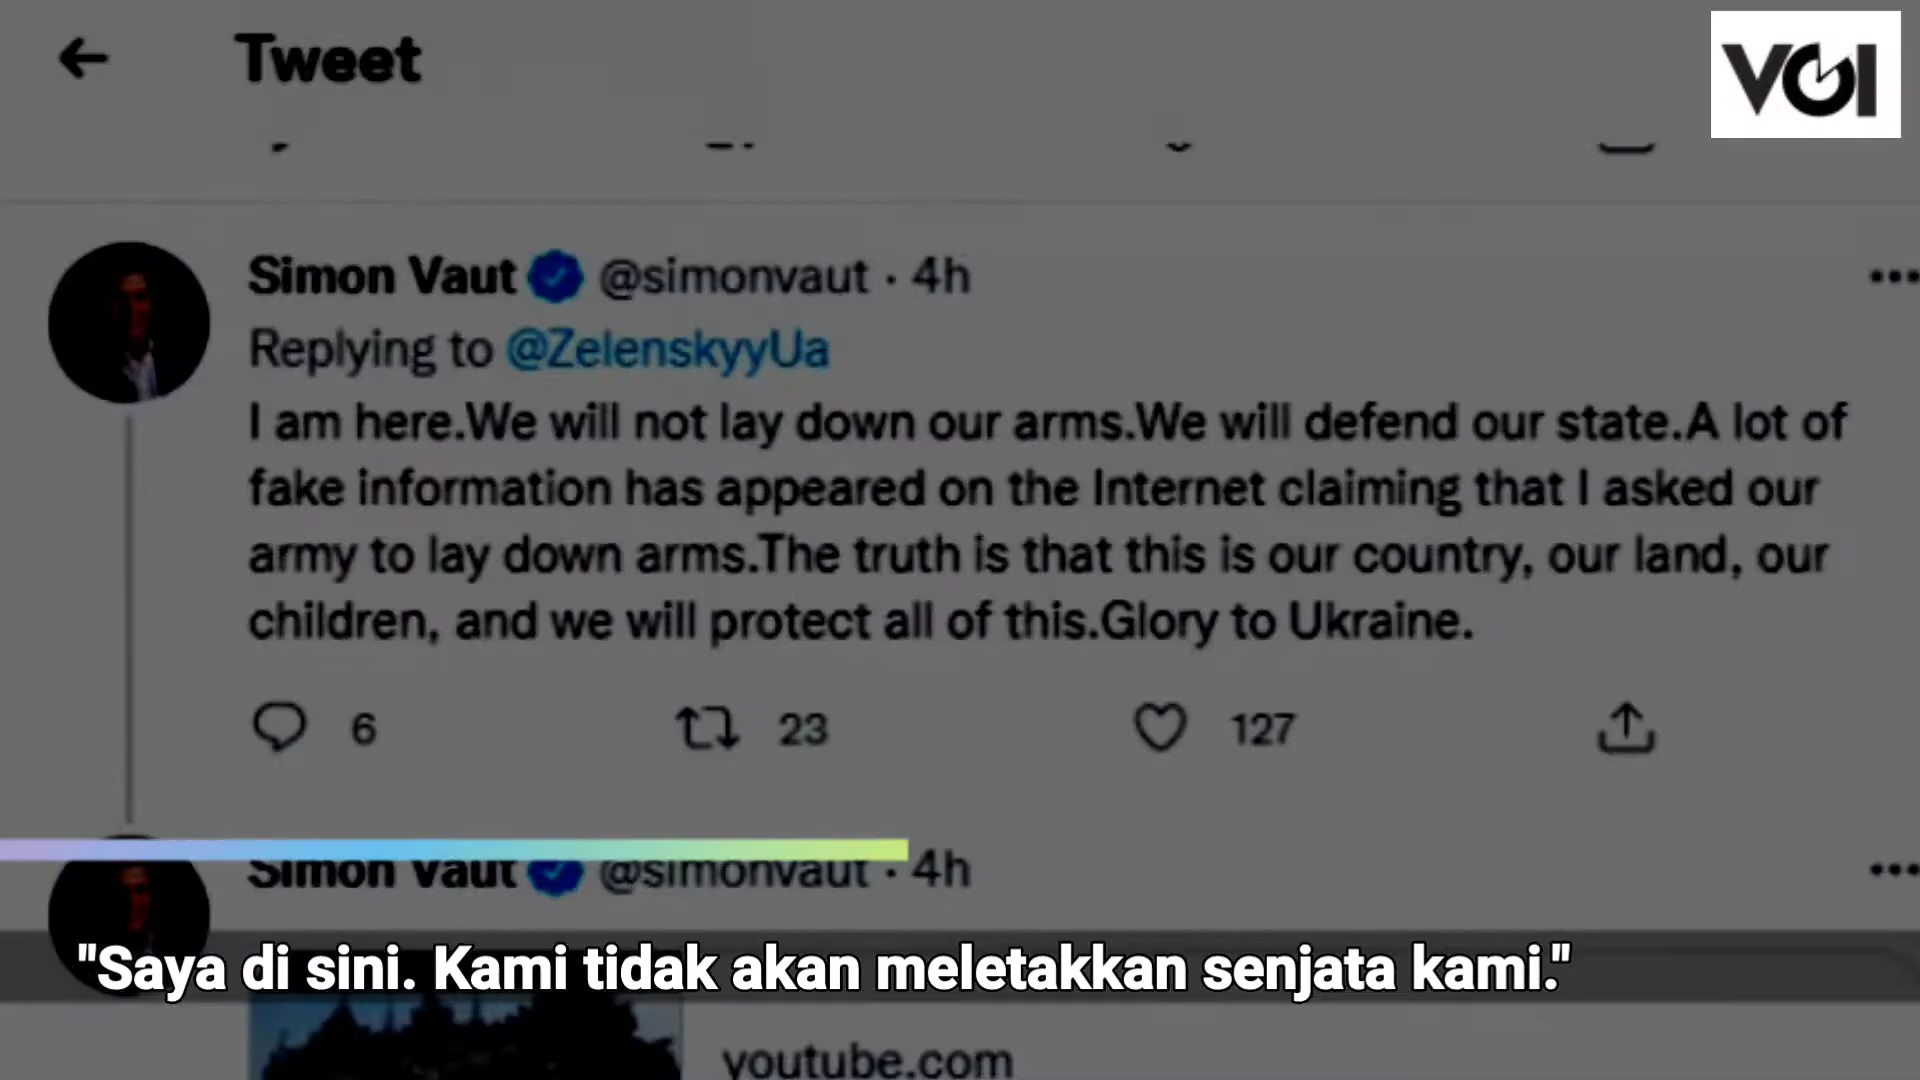 Tweet
VOI
Simon Vaut @simonvaut · 4h
Replying to @ZelenskyyUa
I am here.We will not lay down our arms.We will defend our state.A lot of
fake information has appeared on the Internet claiming that I asked our
army to lay down arms.The truth is that this is our country, our land, our
children, and we will protect all of this.Glory to Ukraine.
6 23 127
Simon Vaut @simonvaut · 4h
"Saya di sini. Kami tidak akan meletakkan senjata kami."
youtube.com